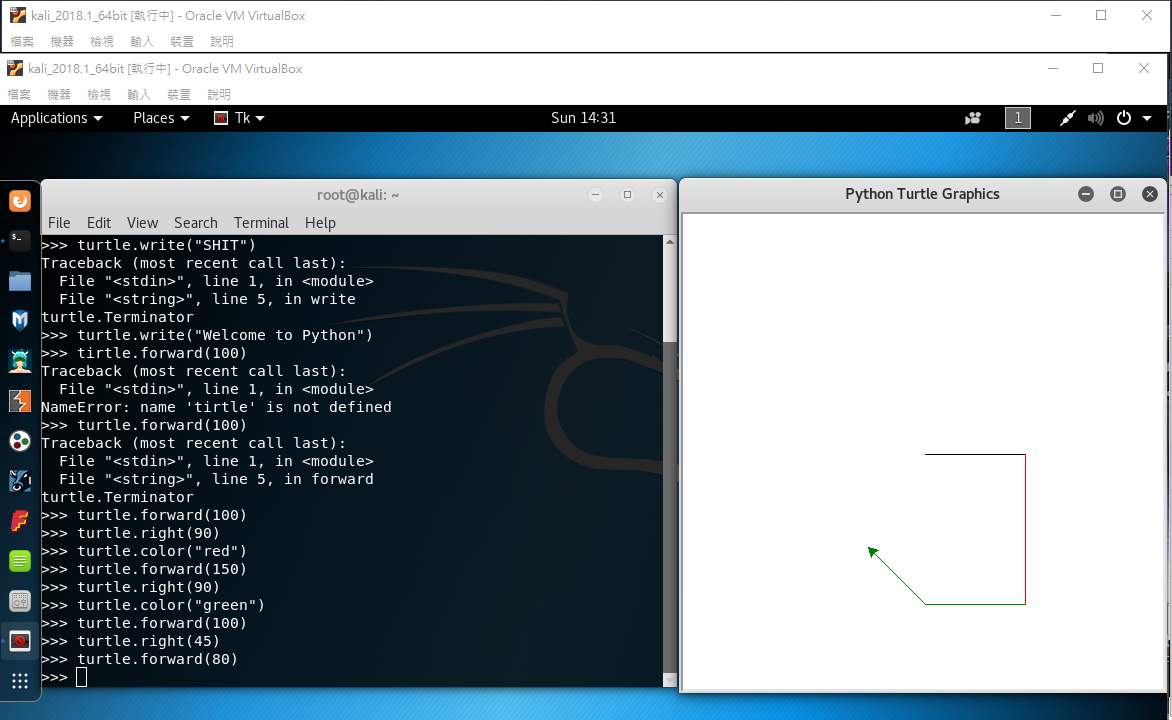 kali_2018.1_64bit [執行中] - Oracle VM VirtualBox
檔案 機器 檢視 輸入 裝置 說明
kali_2018.1_64bit [執行中] - Oracle VM VirtualBox
檔案 機器 檢視 輸入 裝置 說明
Applications Places Tk Sun 14:31 1
root@kali: ~
File Edit View Search Terminal Help
>>> turtle.write("SHIT")
Traceback (most recent call last):
  File "<stdin>", line 1, in <module>
  File "<string>", line 5, in write
turtle.Terminator
>>> turtle.write("Welcome to Python")
>>> tirtle.forward(100)
Traceback (most recent call last):
  File "<stdin>", line 1, in <module>
NameError: name 'tirtle' is not defined
>>> turtle.forward(100)
Traceback (most recent call last):
  File "<stdin>", line 1, in <module>
  File "<string>", line 5, in forward
turtle.Terminator
>>> turtle.forward(100)
>>> turtle.right(90)
>>> turtle.color("red")
>>> turtle.forward(150)
>>> turtle.right(90)
>>> turtle.color("green")
>>> turtle.forward(100)
>>> turtle.right(45)
>>> turtle.forward(80)
>>>
Python Turtle Graphics